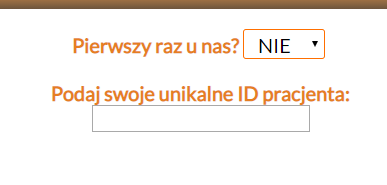 Pierwszy raz u nas? NIE
Podaj swoje unikalne ID pracjenta: